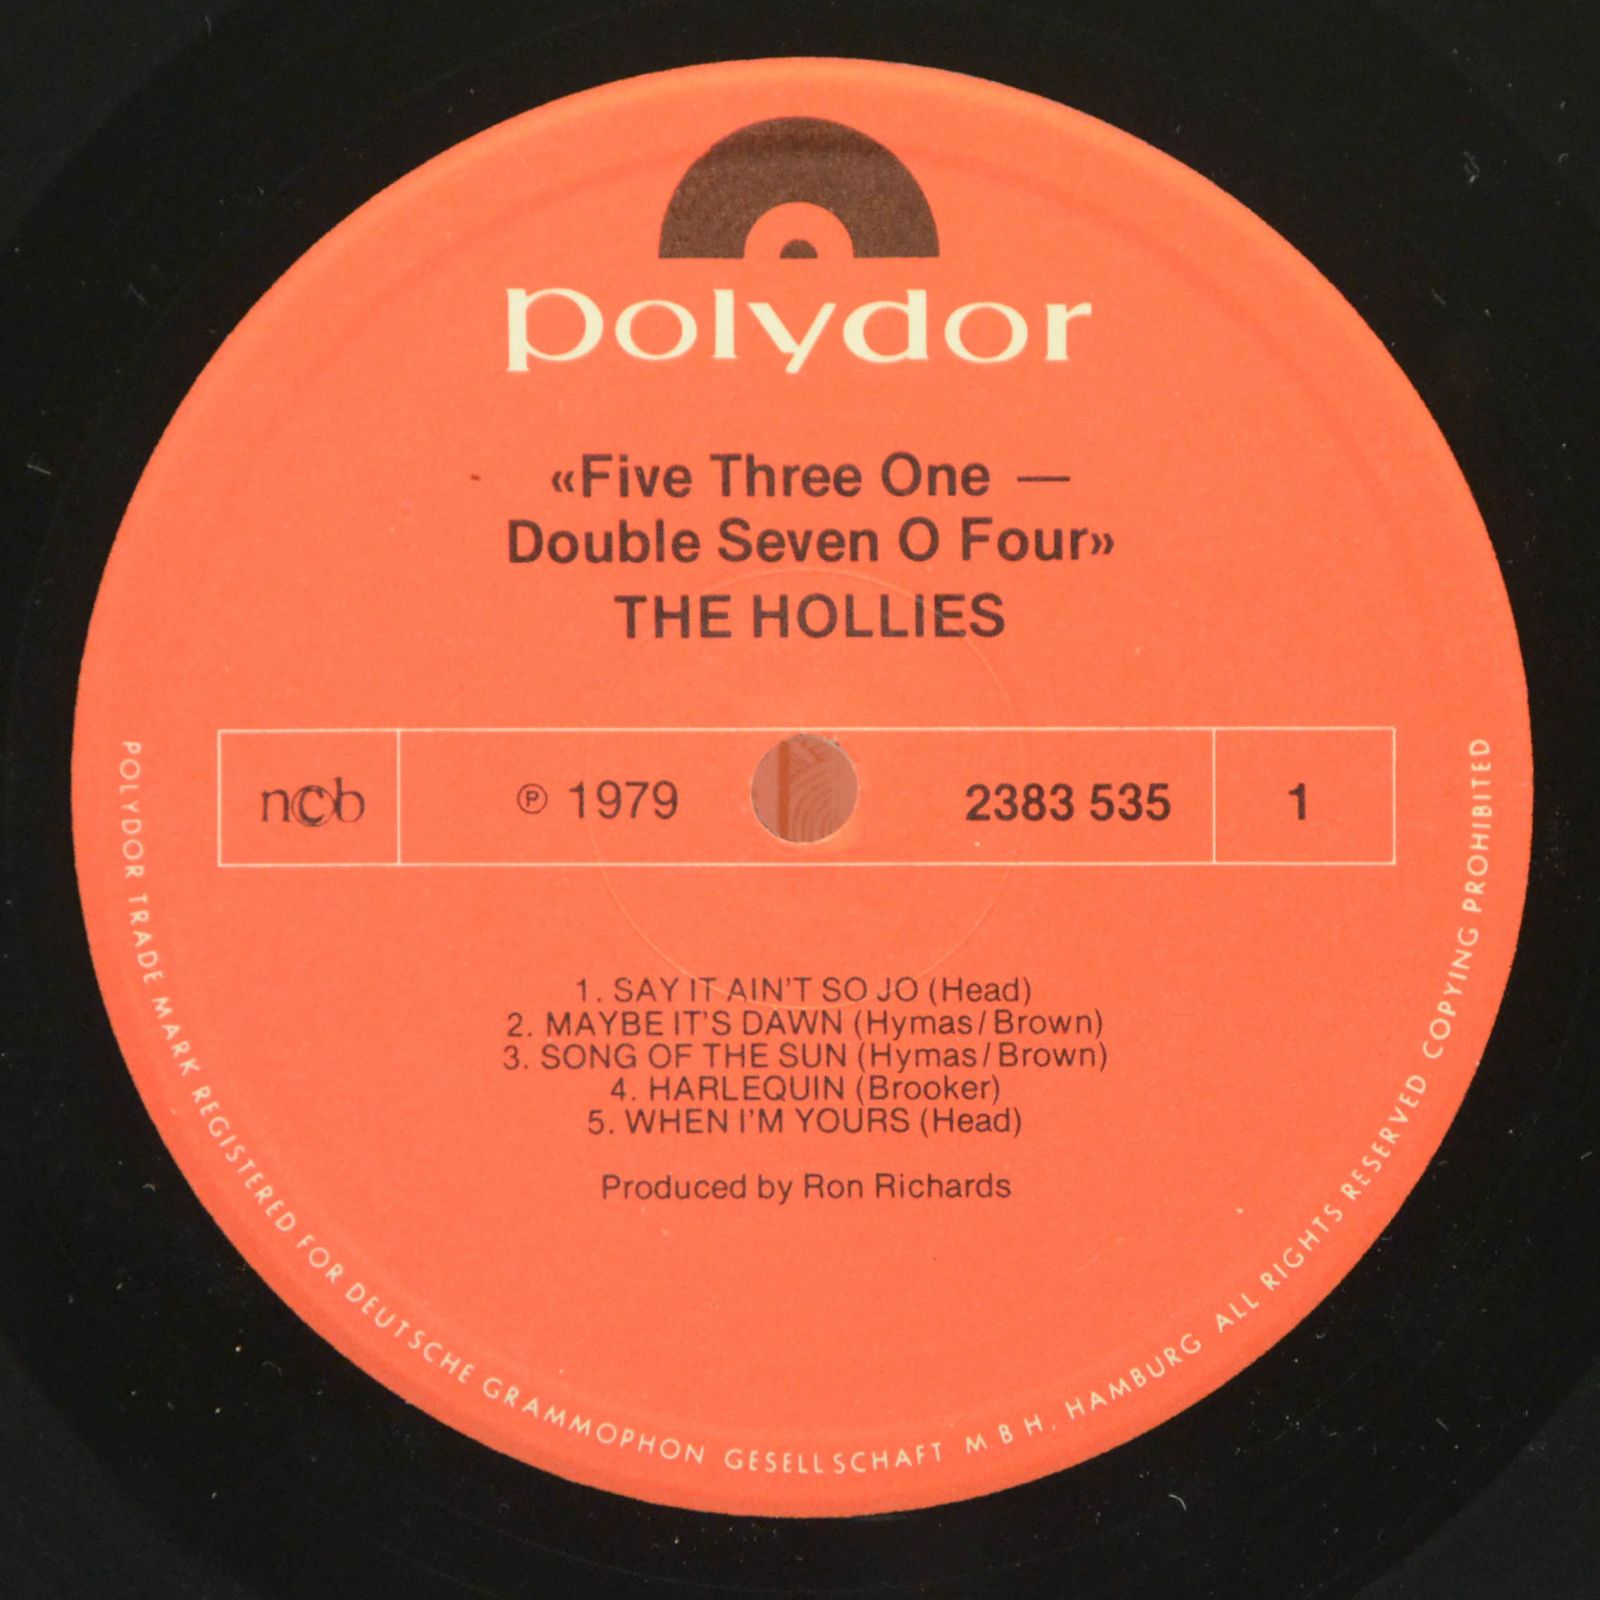 polydor
«Five Three One —
Double Seven O Four»
THE HOLLIES
ncb ℗ 1979 2383 535 1
1. SAY IT AIN'T SO JO (Head)
2. MAYBE IT'S DAWN (Hymas/Brown)
3. SONG OF THE SUN (Hymas/Brown)
4. HARLEQUIN (Brooker)
5. WHEN I'M YOURS (Head)
Produced by Ron Richards
POLYDOR TRADE MARK REGISTERED FOR DEUTSCHE GRAMMOPHON GESELLSCHAFT MBH, HAMBURG ALL RIGHTS RESERVED COPYING PROHIBITED